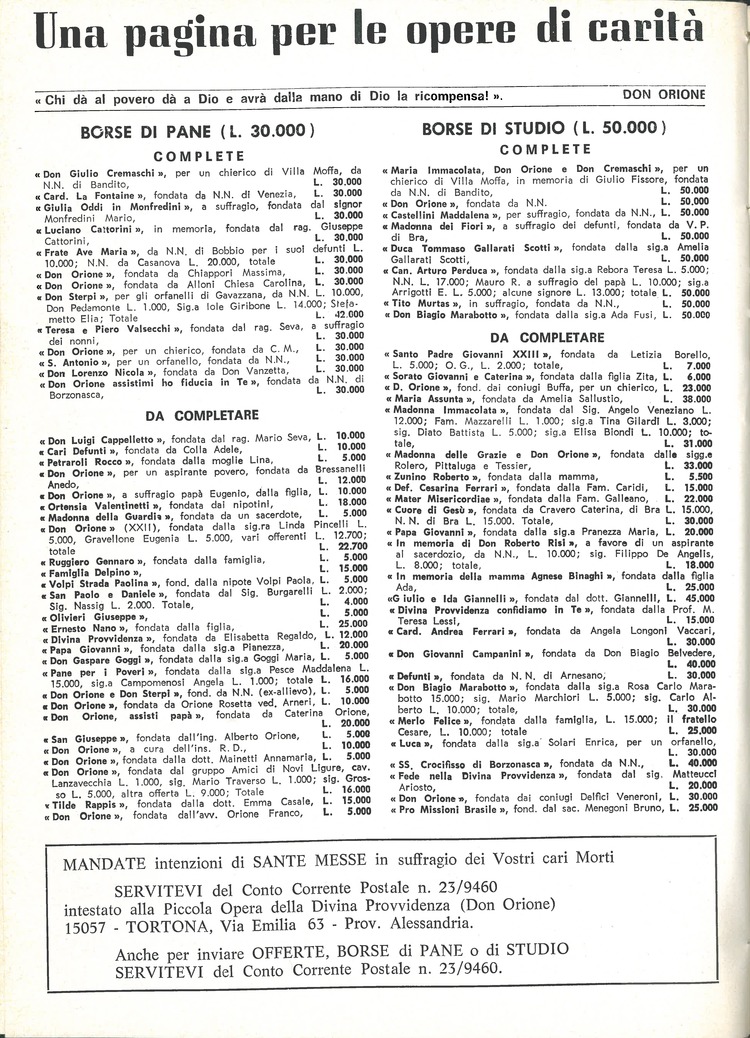 Una pagina per le opere di carità
« Chi dà al povero dà a Dio e avrà dalla mano di Dio la ricompensa! ». DON ORIONE
BORSE DI PANE (L. 30.000)
COMPLETE
« Don Giulio Cremaschi », per un chierico di Villa Moffa, da
N.N. di Bandito, L. 30.000
« Card. La Fontaine », fondata da N.N. di Venezia, L. 30.000
« Giulia Oddi in Monfredini », a suffragio, fondata dal signor
Monfredini Mario, L. 30.000
« Luciano Cattorini », in memoria, fondata dal rag. Giuseppe
Cattorini, L. 30.000
« Frate Ave Maria », da N.N. di Bobbio per i suoi defunti L.
10.000; N.N. da Casanova L. 20.000, totale L. 30.000
« Don Orione » fondata da Chiappori Massima, L. 30.000
« Don Orione », fondata da Alloni Chiesa Carolina, L. 30.000
« Don Sterpi », per gli orfanelli di Gavazzana, da N.N. L. 10.000,
Don Pedamonte L. 1.000, Sig.a Iole Giribone L. 14.000; Stefa-
metto Elia; Totale L. 42.000
« Teresa e Piero Valsecchi », fondata dal rag. Seva, a suffragio
dei nonni, L. 30.000
« Don Orione », per un chierico, fondata da C. M., L. 30.000
« S. Antonio », per un orfanello, fondata da N.N., L. 30.000
« Don Lorenzo Nicola », fondata da Don Vanzetta, L. 30.000
« Don Orione assistimi ho fiducia in Te », fondata da N.N. di
Borzonasca, L. 30.000
DA COMPLETARE
« Don Luigi Cappelletto », fondata dal rag. Mario Seva, L. 10.000
« Cari Defunti », fondata da Colla Adele, L. 10.000
« Petraroli Rocco », fondata dalla moglie Lina, L. 5.000
« Don Orione », per un aspirante povero, fondata da Bressanelli
Anedo, L. 12.000
« Don Orione », a suffragio papà Eugenio, dalla figlia, L. 10.000
« Ortensia Valentinetti », fondata dai nipotini, L. 18.000
« Madonna della Guardia », fondata da un sacerdote, L. 5.000
« Don Orione » (XXII), fondata dalla sig.ra Linda Pincelli L.
5.000, Gravellone Eugenia L. 5.000, vari offerenti L. 12.700;
totale L. 22.700
« Ruggiero Gennaro » fondata dalla famiglia, L. 5.000
« Famiglia Delpino », L. 15.000
« Volpi Strada Paolina », fond. dalla nipote Volpi Paola, L. 5.000
« San Paolo e Daniele », fondata dal Sig. Burgarelli L. 2.000;
Sig. Nassig L. 2.000. Totale, L. 4.000
« Olivieri Giuseppe », L. 5.000
« Ernesto Nano », fondata dalla figlia, L. 25.000
« Divina Provvidenza », fondata da Elisabetta Regaldo, L. 12.000
« Papa Giovanni », fondata dalla sig.a Pianezza, L. 20.000
« Don Gaspare Goggi », fondata dalla sig.a Goggi Maria, L. 5.000
« Pane per i Poveri », fondata dalla sig.a Pesce Maddalena L.
15.000, sig.a Campomenosi Angela L. 1.000; totale L. 16.000
« Don Orione e Don Sterpi », fond. da N.N. (ex-allievo), L. 5.000
« Don Orione », fondata da Orione Rosetta ved. Arneri, L. 10.000
« Don Orione, assisti papà », fondata da Caterina Orione,
L. 20.000
« San Giuseppe », fondata dall'Ing. Alberto Orione, L. 5.000
« Don Orione », a cura dell'ins. R. D., L. 10.000
« Don Orione », fondata dalla dott. Mainetti Annamaria, L. 5.000
« Don Orione », fondata dal gruppo Amici di Novi Ligure, cav.
Lanzavecchia L. 1.000, sig. Mario Traverso L. 1.000; sig. Gros-
so L. 5.000, altra offerta L. 9.000; Totale L. 16.000
« Tilde Rappis », fondata dalla dott. Emma Casale, L. 15.000
« Don Orione », fondata dall'avv. Orione Franco, L. 5.000
BORSE DI STUDIO (L. 50.000)
COMPLETE
« Maria Immacolata, Don Orione e Don Cremaschi », per un
chierico di Villa Moffa, in memoria di Giulio Fissore, fondata
da N.N. di Bandito, L. 50.000
« Don Orione », fondata da N.N. L. 50.000
« Castellini Maddalena », per suffragio, fondata da N.N., L. 50.000
« Madonna dei Fiori », a suffragio dei defunti, fondata da V. P.
di Bra, L. 50.000
« Duca Tommaso Gallarati Scotti », fondata dalla sig.a Amelia
Gallarati Scotti, L. 50.000
« Can. Arturo Perduca », fondata dalla sig.a Rebora Teresa L. 5.000;
N.N. L. 17.000; Mauro R. a suffragio del papà L. 10.000; sig.a
Arrigotti E. L. 5.000; alcune signore L. 13.000; totale L. 50.000
« Tito Murtas », in suffragio, fondata da N.N., L. 50.000
« Don Biagio Marabotto », fondata dalla sig.a Ada Fusi, L. 50.000
DA COMPLETARE
« Santo Padre Giovanni XXIII », fondata da Letizia Borello,
L. 5.000; O. G., L. 2.000; totale, L. 7.000
« Sorato Giovanni e Caterina », fondata dalla figlia Zita, L. 6.000
« D. Orione », fond. dai coniugi Buffa, per un chierico, L. 23.000
« Maria Assunta », fondata da Amelia Sallustio, L. 38.000
« Madonna Immacolata », fondata dal Sig. Angelo Veneziano L.
12.000; Fam. Mazzarelli L. 1.000; sig.a Tina Gilardi L. 3.000;
sig. Diato Battista L. 5.000; sig.a Elisa Biondi L. 10.000; to-
tale, L. 31.000
« Madonna delle Grazie e Don Orione », fondata dalle sigg.e
Rolero, Pittaluga e Tessier, L. 33.000
« Zunino Roberto », fondata dalla mamma, L. 5.500
« Def. Cesarina Ferrari », fondata dalla Fam. Caridi, L. 15.000
« Mater Misericordiae », fondata dalla Fam. Galleano, L. 22.000
« Cuore di Gesù », fondata da Cravero Caterina, di Bra L. 15.000,
N. N. di Bra L. 15.000. Totale, L. 30.000
« Papa Giovanni », fondata dalla sig.a Pranezza Maria, L. 20.000
« In memoria di Don Roberto Risi », a favore di un aspirante
al sacerdozio, da N.N., L. 10.000; sig. Filippo De Angelis,
L. 8.000; totale, L. 18.000
« In memoria della mamma Agnese Binaghi », fondata dalla figlia
Ada, L. 25.000
«G iulio e Ida Giannelli », fondata dal dott. Giannelli, L. 45.000
« Divina Provvidenza confidiamo in Te », fondata dalla Prof. M.
Teresa Lessi, L. 15.000
« Card. Andrea Ferrari », fondata da Angela Longoni Vaccari,
L. 30.000
« Don Giovanni Campanini », fondata da Don Biagio Belvedere,
L. 40.000
« Defunti », fondata da N. N. di Arnesano, L. 30.000
« Don Biagio Marabotto », fondata dalla sig.a Rosa Carlo Mara-
botto 15.000; sig. Mario Marchiori L. 5.000; sig. Carlo Al-
berto L. 10.000; totale, L. 30.000
« Merlo Felice », fondata dalla famiglia, L. 15.000; il fratello
Cesare, L. 10.000; totale L. 25,000
« Luca », fondata dalla sig.a Solari Enrica, per un orfanello,
L. 30.000
« SS. Crocifisso di Borzonasca », fondata da N.N., L. 40.000
« Fede nella Divina Provvidenza », fondata dal sig. Matteucci
Ariosto, L. 20.000
« Don Orione », fondata dai coniugi Delfici Veneroni, L. 30.000
« Pro Missioni Brasile », fond. dal sac. Menegoni Bruno, L. 25.000
MANDATE intenzioni di SANTE MESSE in suffragio dei Vostri cari Morti
SERVITEVI del Conto Corrente Postale n. 23/9460
intestato alla Piccola Opera della Divina Provvidenza (Don Orione)
15057 - TORTONA, Via Emilia 63 - Prov. Alessandria.
Anche per inviare OFFERTE, BORSE di PANE o di STUDIO
SERVITEVI del Conto Corrente Postale n. 23/9460.